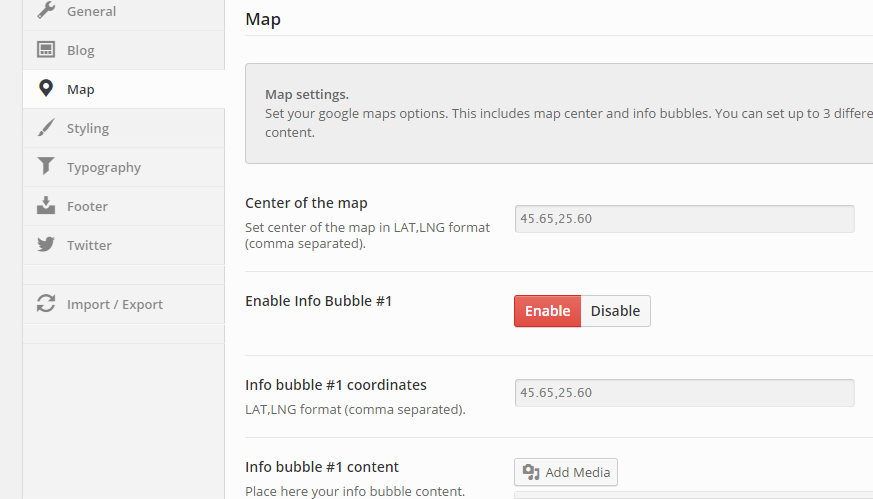 General
Blog
Map
Styling
Typography
Footer
Twitter
Import / Export
Map
Map settings.
Set your google maps options. This includes map center and info bubbles. You can set up to 3 differe
content.
Center of the map
Set center of the map in LAT,LNG format
(comma separated).
45.65,25.60
Enable Info Bubble #1
Enable Disable
Info bubble #1 coordinates
LAT,LNG format (comma separated).
45.65,25.60
Info bubble #1 content
Place here your info bubble content.
Add Media